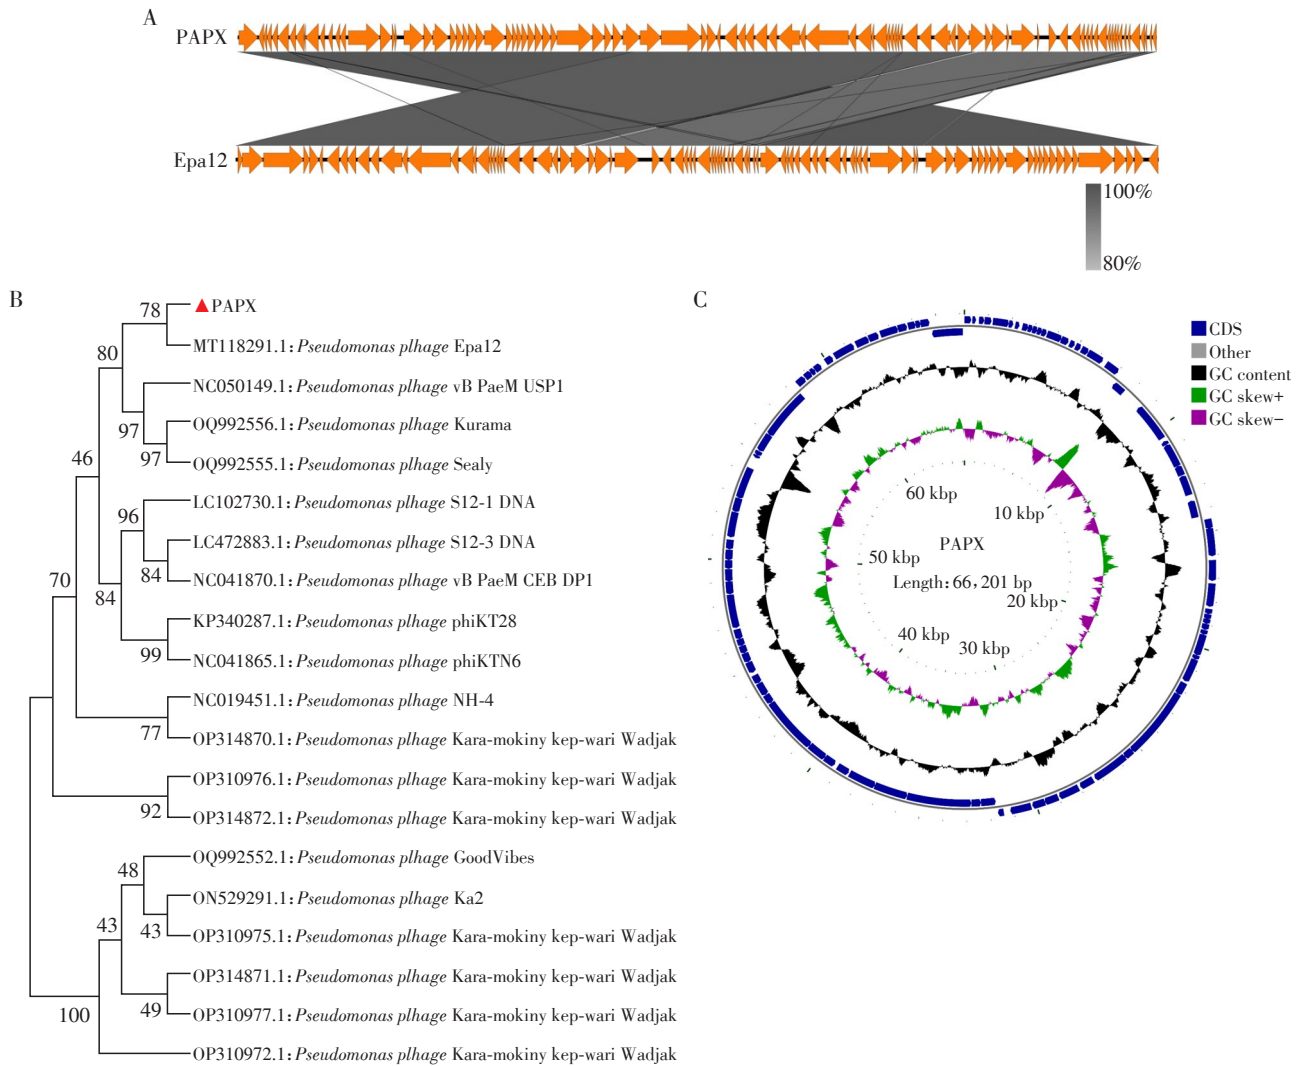 A
PAPX
Epa12
100%
80%
B
78
▲PAPX
MT118291.1:Pseudomonas plhage Epa12
80
NC050149.1:Pseudomonas plhage vB PaeM USP1
OQ992556.1:Pseudomonas plhage Kurama
97
97
OQ992555.1:Pseudomonas plhage Sealy
46
LC102730.1:Pseudomonas plhage S12-1 DNA
96
LC472883.1:Pseudomonas plhage S12-3 DNA
84
NC041870.1:Pseudomonas plhage vB PaeM CEB DP1
70
84
KP340287.1:Pseudomonas plhage phiKT28
99
NC041865.1:Pseudomonas plhage phiKTN6
NC019451.1:Pseudomonas plhage NH-4
77
OP314870.1:Pseudomonas plhage Kara-mokiny kep-wari Wadjak
OP310976.1:Pseudomonas plhage Kara-mokiny kep-wari Wadjak
92
OP314872.1:Pseudomonas plhage Kara-mokiny kep-wari Wadjak
OQ992552.1:Pseudomonas plhage GoodVibes
48
ON529291.1:Pseudomonas plhage Ka2
43
43
OP310975.1:Pseudomonas plhage Kara-mokiny kep-wari Wadjak
OP314871.1:Pseudomonas plhage Kara-mokiny kep-wari Wadjak
49
OP310977.1:Pseudomonas plhage Kara-mokiny kep-wari Wadjak
100
OP310972.1:Pseudomonas plhage Kara-mokiny kep-wari Wadjak
C
CDS
Other
GC content
GC skew+
GC skew−
60 kbp
10 kbp
PAPX
50 kbp
Length:66,201 bp
20 kbp
40 kbp
30 kbp